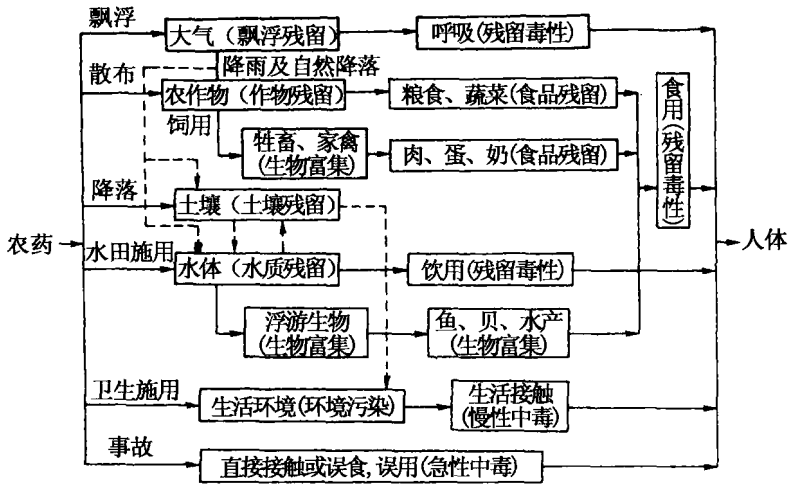 飘浮
大气（飘浮残留）
呼吸(残留毒性)
散布
降雨及自然降落
农作物（作物残留）
粮食、蔬菜(食品残留)
食用(残留毒性)
饲用
牲畜、家禽
(生物富集)
肉、蛋、奶(食品残留)
降落
土壤（土壤残留）
农药
水田施用
水体（水质残留）
饮用(残留毒性)
人体
浮游生物
(生物富集)
鱼、贝、水产
(生物富集)
卫生施用
生活环境(环境污染)
生活接触
(慢性中毒)
事故
直接接触或误食,误用(急性中毒)